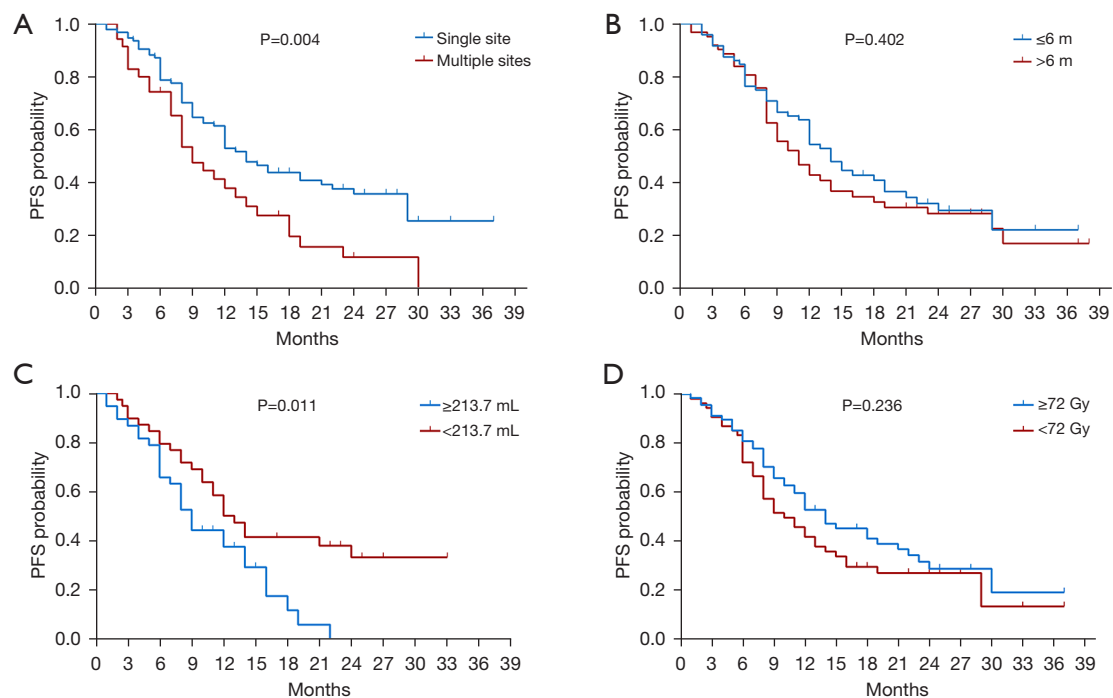 A
P=0.004
Single site
Multiple sites
PFS probability
1.0
0.8
0.6
0.4
0.2
0.0
0 3 6 9 12 15 18 21 24 27 30 33 36 39
Months
B
P=0.402
≤6 m
>6 m
PFS probability
1.0
0.8
0.6
0.4
0.2
0.0
0 3 6 9 12 15 18 21 24 27 30 33 36 39
Months
C
P=0.011
≥213.7 mL
<213.7 mL
PFS probability
1.0
0.8
0.6
0.4
0.2
0.0
0 3 6 9 12 15 18 21 24 27 30 33 36 39
Months
D
P=0.236
≥72 Gy
<72 Gy
PFS probability
1.0
0.8
0.6
0.4
0.2
0.0
0 3 6 9 12 15 18 21 24 27 30 33 36 39
Months